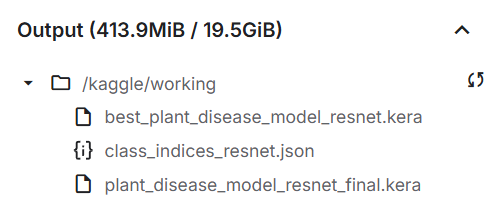 Output (413.9MiB / 19.5GiB)
/kaggle/working
best_plant_disease_model_resnet.kera
class_indices_resnet.json
plant_disease_model_resnet_final.kera